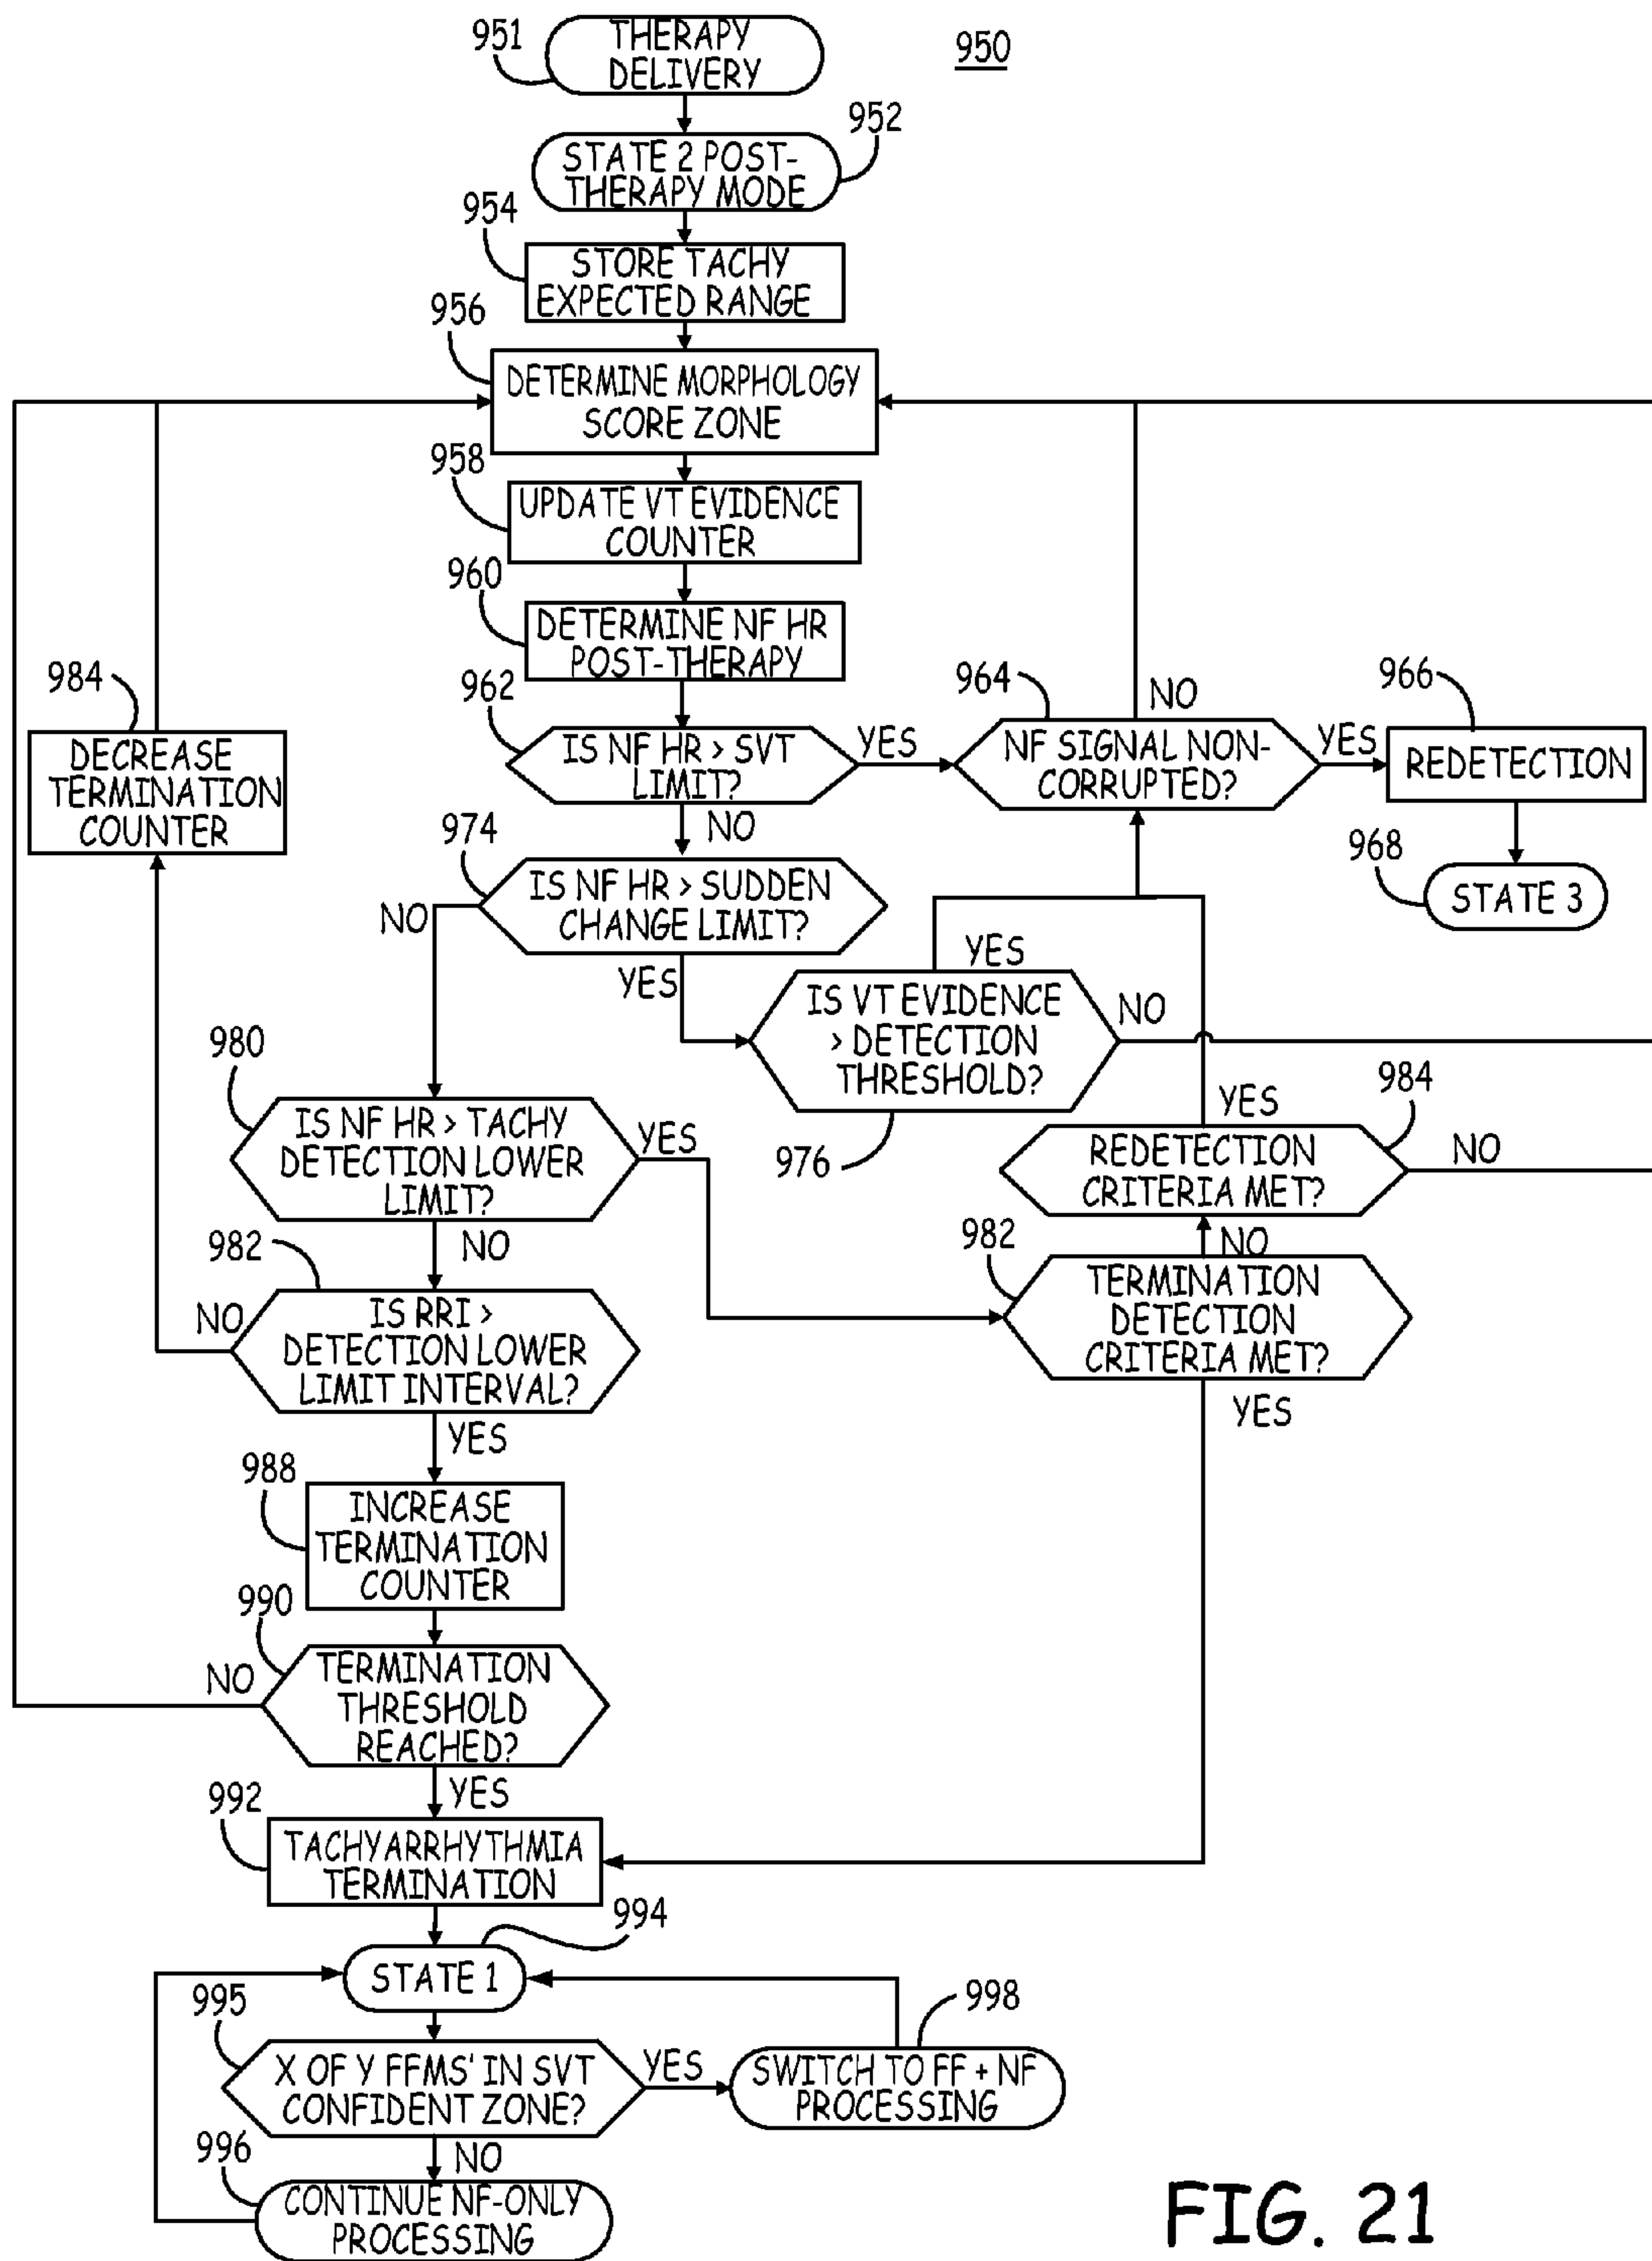 951
THERAPY
DELIVERY
950
952
STATE 2 POST-
THERAPY MODE
954
STORE TACHY
EXPECTED RANGE
956
DETERMINE MORPHOLOGY
SCORE ZONE
958
UPDATE VT EVIDENCE
COUNTER
960
DETERMINE NF HR
POST-THERAPY
984
DECREASE
TERMINATION
COUNTER
962
IS NF HR > SVT
LIMIT?
YES
NO
964
NF SIGNAL NON-
CORRUPTED?
NO
YES
966
REDETECTION
968
STATE 3
974
IS NF HR > SUDDEN
CHANGE LIMIT?
NO
YES
IS VT EVIDENCE
> DETECTION
THRESHOLD?
YES
NO
976
980
IS NF HR > TACHY
DETECTION LOWER
LIMIT?
YES
NO
984
REDETECTION
CRITERIA MET?
YES
NO
982
IS RRI >
DETECTION LOWER
LIMIT INTERVAL?
NO
YES
982
TERMINATION
DETECTION
CRITERIA MET?
NO
YES
988
INCREASE
TERMINATION
COUNTER
990
TERMINATION
THRESHOLD
REACHED?
NO
YES
992
TACHYARRHYTHMIA
TERMINATION
994
STATE 1
995
X OF Y FFMS' IN SVT
CONFIDENT ZONE?
YES
NO
998
SWITCH TO FF + NF
PROCESSING
996
CONTINUE NF-ONLY
PROCESSING
FIG. 21